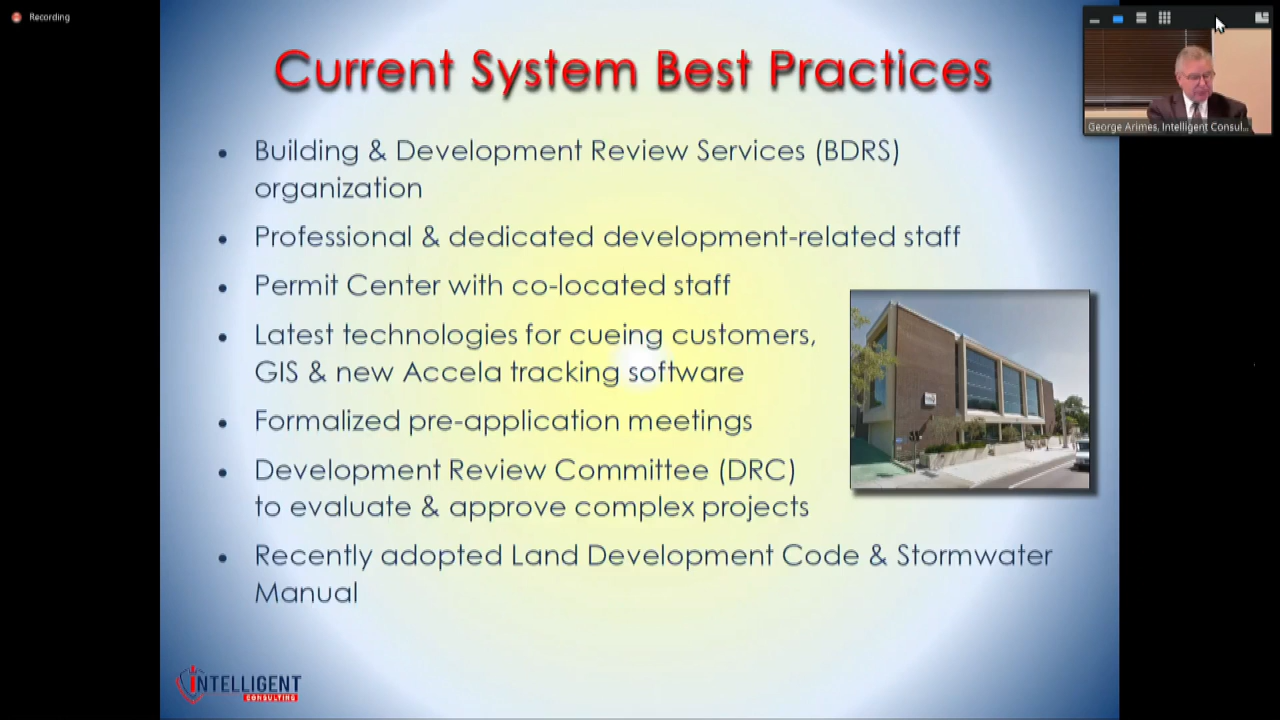 Recording
Current System Best Practices
George Arimes, Intelligent Consul...
• Building & Development Review Services (BDRS)
organization
• Professional & dedicated development-related staff
• Permit Center with co-located staff
• Latest technologies for cueing customers,
GIS & new Accela tracking software
• Formalized pre-application meetings
• Development Review Committee (DRC)
to evaluate & approve complex projects
• Recently adopted Land Development Code & Stormwater
Manual
INTELLIGENT
CONSULTING